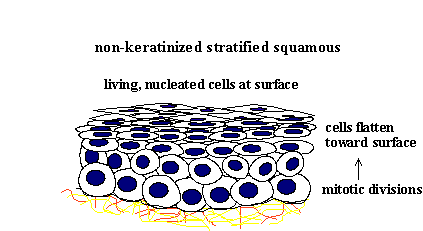 non-keratinized stratified squamous
living, nucleated cells at surface
cells flatten
toward surface
mitotic divisions